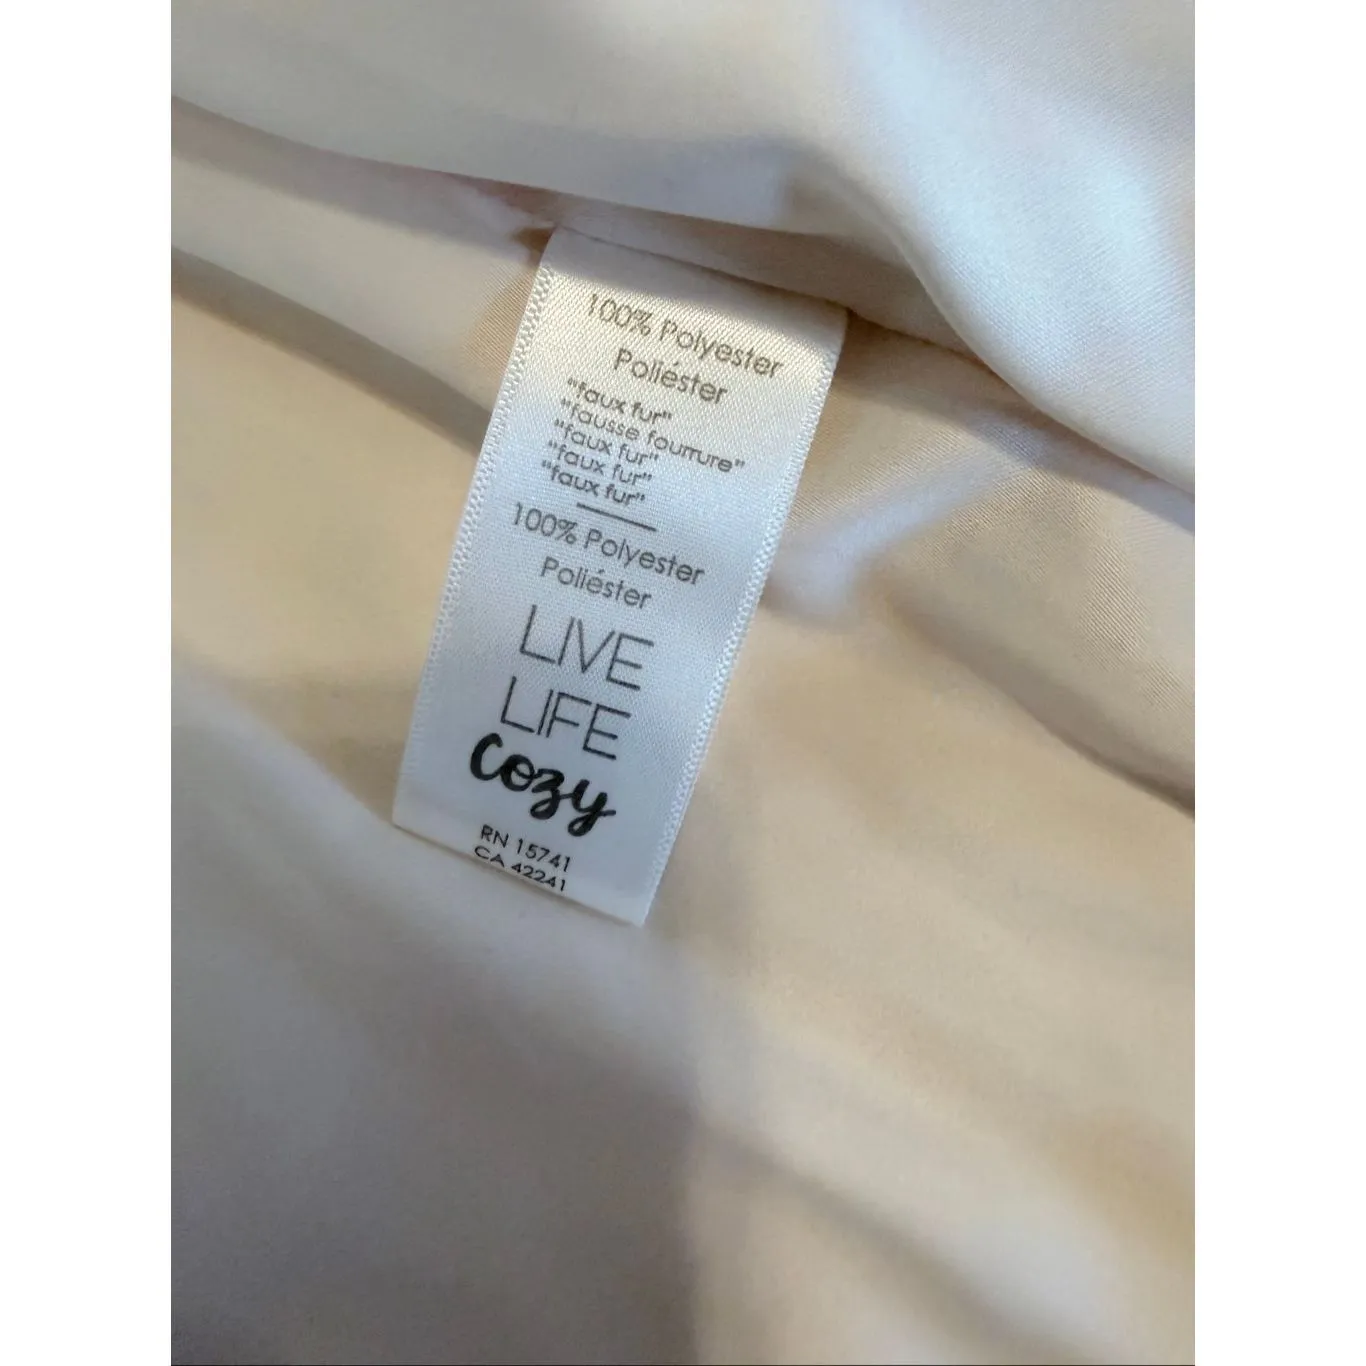 100% Polyester
Poliéster
"faux fur"
"fausse fourrure"
"faux fur"
"faux fur"
"faux fur"
100% Polyester
Poliéster
LIVE
LIFE
cozy
RN 15741
CA 42241